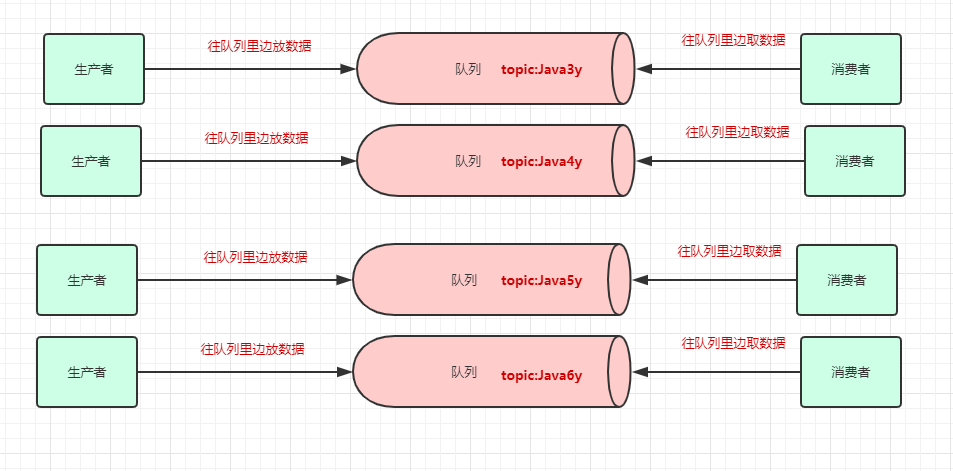 往队列里边放数据
往队列里边取数据
生产者
队列 topic:Java3y
消费者
往队列里边放数据
往队列里边取数据
生产者
队列 topic:Java4y
消费者
往队列里边放数据
往队列里边取数据
生产者
队列 topic:Java5y
消费者
往队列里边放数据
往队列里边取数据
生产者
队列 topic:Java6y
消费者